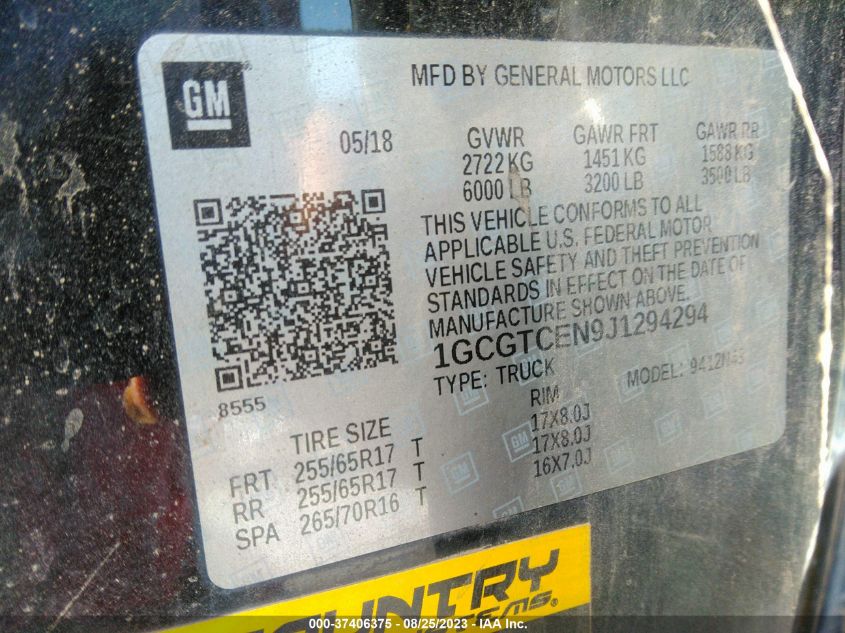 GM
MFD BY GENERAL MOTORS LLC
05/18
GVWR GAWR FRT GAWR RR
2722 KG 1451 KG 1588 KG
6000 LB 3200 LB 3500 LB
THIS VEHICLE CONFORMS TO ALL
APPLICABLE U.S. FEDERAL MOTOR
VEHICLE SAFETY AND THEFT PREVENTION
STANDARDS IN EFFECT ON THE DATE OF
MANUFACTURE SHOWN ABOVE.
1GCGTCEN9J1294294
TYPE: TRUCK MODEL:
8555
TIRE SIZE RIM
FRT 255/65R17 T 17X8.0J
RR 255/65R17 T 17X8.0J
SPA 265/70R16 T 16X7.0J
000-37406375 - 08/25/2023 - IAA Inc.